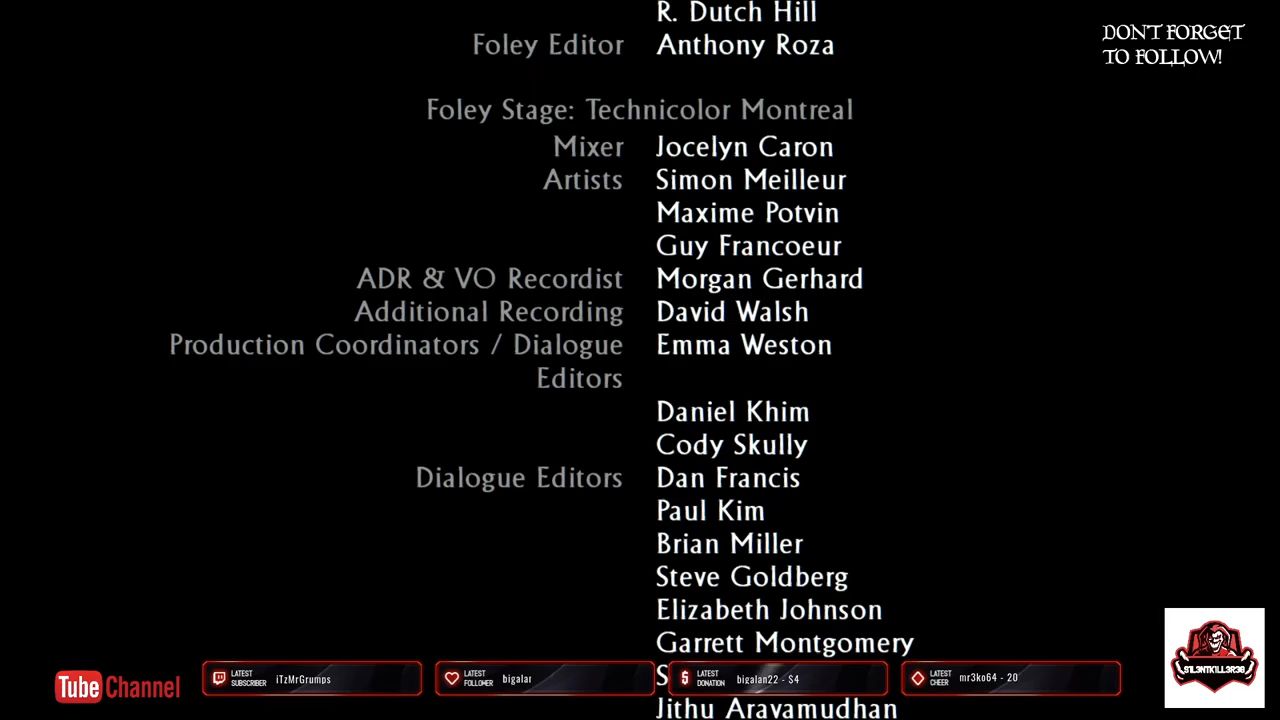 R. Dutch Hill
Foley Editor Anthony Roza
DON'T FORGET
TO FOLLOW!
Foley Stage: Technicolor Montreal
Mixer Jocelyn Caron
Artists Simon Meilleur
Maxime Potvin
Guy Francoeur
ADR & VO Recordist Morgan Gerhard
Additional Recording David Walsh
Production Coordinators / Dialogue Emma Weston
Editors
Daniel Khim
Cody Skully
Dialogue Editors Dan Francis
Paul Kim
Brian Miller
Steve Goldberg
Elizabeth Johnson
Garrett Montgomery
Jithu Aravamudhan
YouTube Channel
LATEST SUBSCRIBER iTzMrGrumps
LATEST FOLLOWER bigalar
LATEST DONATION bigalan22 - $4
LATEST CHEER mr3ko64 - 20
S1L3NTK1LL3R38